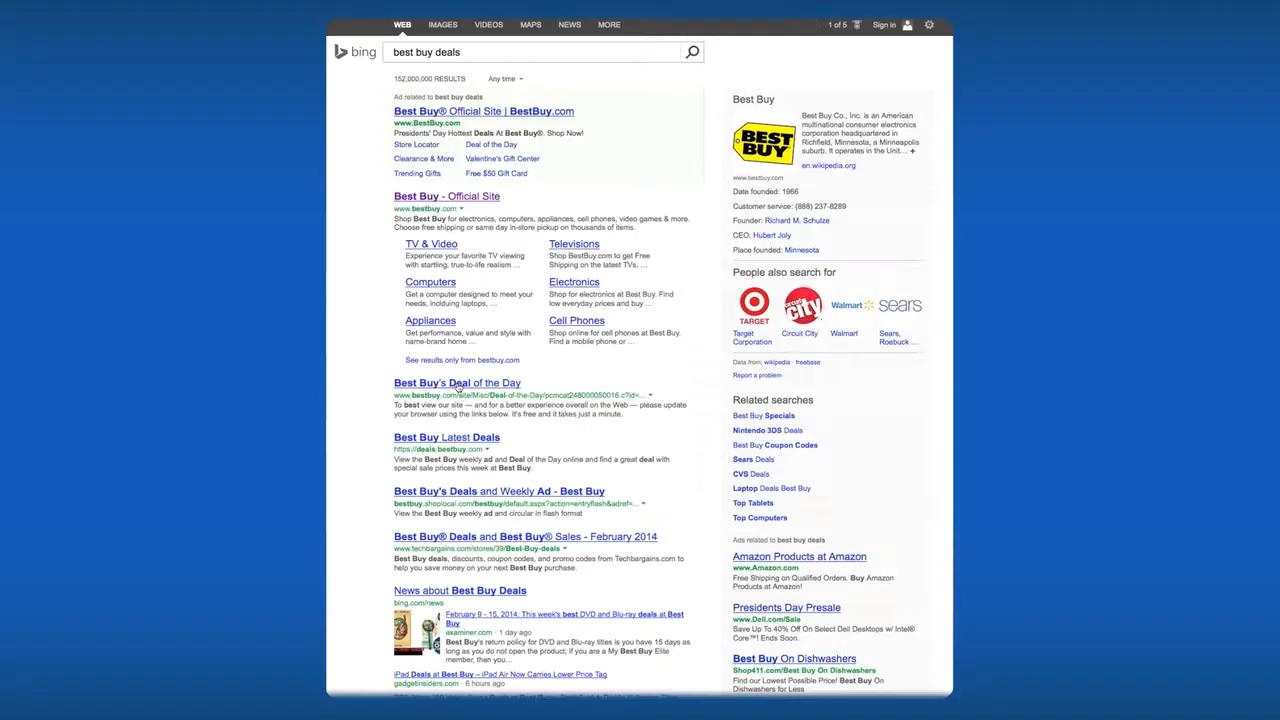 WEB IMAGES VIDEOS MAPS NEWS MORE 1 of 5 Sign in
bing best buy deals
152,000,000 RESULTS Any time
Ad related to best buy deals
Best Buy® Official Site | BestBuy.com
www.BestBuy.com
Presidents' Day Hottest Deals At Best Buy®. Shop Now!
Store Locator Deal of the Day
Clearance & More Valentine's Gift Center
Trending Gifts Free $50 Gift Card
Best Buy - Official Site
www.bestbuy.com
Shop Best Buy for electronics, computers, appliances, cell phones, video games & more.
Choose free shipping or same day in-store pickup on thousands of items.
TV & Video
Experience your favorite TV viewing
with startling, true-to-life realism ...
Televisions
Shop BestBuy.com to get Free
Shipping on the latest TVs, ...
Computers
Get a computer designed to meet your
needs, inclduing laptops, ...
Electronics
Shop for electronics at Best Buy. Find
low everyday prices and buy ...
Appliances
Get performance, value and style with
name-brand home ...
Cell Phones
Shop online for cell phones at Best Buy.
Find a mobile phone or ...
See results only from bestbuy.com
Best Buy's Deal of the Day
www.bestbuy.com/site/Misc/Deal-of-the-Day/pcmcat248000050016.c?id=...
To best view our site — and for a better experience overall on the Web — please update
your browser using the links below. It's free and it takes just a minute.
Best Buy Latest Deals
https://deals.bestbuy.com
View the Best Buy weekly ad and Deal of the Day online and find a great deal with
special sale prices this week at Best Buy.
Best Buy's Deals and Weekly Ad - Best Buy
bestbuy.shoplocal.com/bestbuy/default.aspx?action=entryflash&adref=...
View the Best Buy weekly ad and circular in flash format
Best Buy® Deals and Best Buy® Sales - February 2014
www.techbargains.com/stores/39/Best-Buy-deals
Best Buy deals, discounts, coupon codes, and promo codes from Techbargains.com to
help you save money on your next Best Buy purchase.
News about Best Buy Deals
bing.com/news
February 9 - 15, 2014: This week's best DVD and Blu-ray deals at Best
Buy
examiner.com · 1 day ago
Best Buy's return policy for DVD and Blu-ray titles is you have 15 days as
long as you do not open the product; if you are a My Best Buy Elite
member, then you...
iPad Deals at Best Buy – iPad Air Now Carries Lower Price Tag
gadgetinsiders.com · 6 hours ago
Best Buy
BEST
BUY
Best Buy Co., Inc. is an American
multinational consumer electronics
corporation headquartered in
Richfield, Minnesota, a Minneapolis
suburb. It operates in the Unit... +
en.wikipedia.org
www.bestbuy.com
Date founded: 1966
Customer service: (888) 237-8289
Founder: Richard M. Schulze
CEO: Hubert Joly
Place founded: Minnesota
People also search for
TARGET
circuit city
Walmart
sears
Target
Corporation
Circuit City
Walmart
Sears,
Roebuck ...
Data from: wikipedia · freebase
Report a problem
Related searches
Best Buy Specials
Nintendo 3DS Deals
Best Buy Coupon Codes
Sears Deals
CVS Deals
Laptop Deals Best Buy
Top Tablets
Top Computers
Ads related to best buy deals
Amazon Products at Amazon
www.Amazon.com
Free Shipping on Qualified Orders. Buy Amazon
Products at Amazon!
Presidents Day Presale
www.Dell.com/Sale
Save Up To 40% Off On Select Dell Desktops w/ Intel®
Core™! Ends Soon.
Best Buy On Dishwashers
Shop411.com/Best Buy On Dishwashers
Find our Lowest Possible Price! Best Buy On
Dishwashers for Less